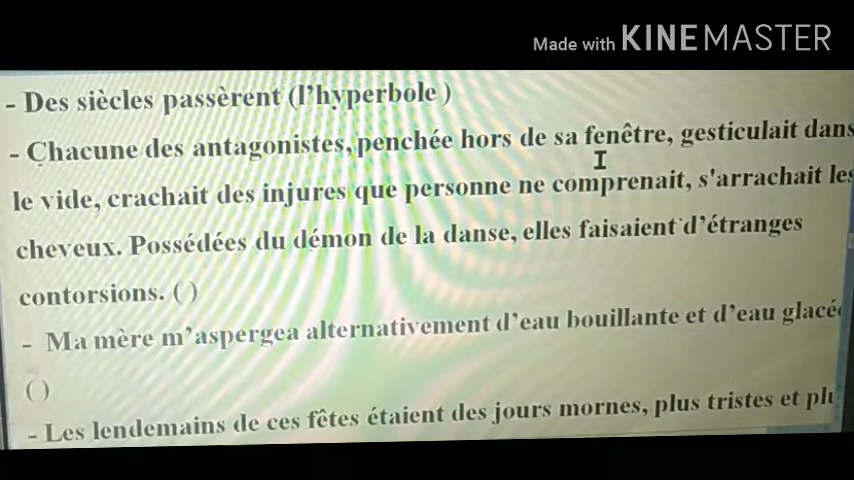 Made with KINEMASTER
- Des siècles passèrent (l'hyperbole )
- Chacune des antagonistes, penchée hors de sa fenêtre, gesticulait dans
le vide, crachait des injures que personne ne comprenait, s'arrachait les
cheveux. Possédées du démon de la danse, elles faisaient d'étranges
contorsions. ( )
- Ma mère m'aspergea alternativement d'eau bouillante et d'eau glacée
( )
- Les lendemains de ces fêtes étaient des jours mornes, plus tristes et